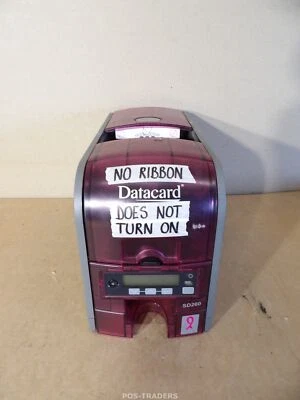 NO RIBBON
Datacard®
DOES NOT
TURN ON
SD260
© POS-TRADERS